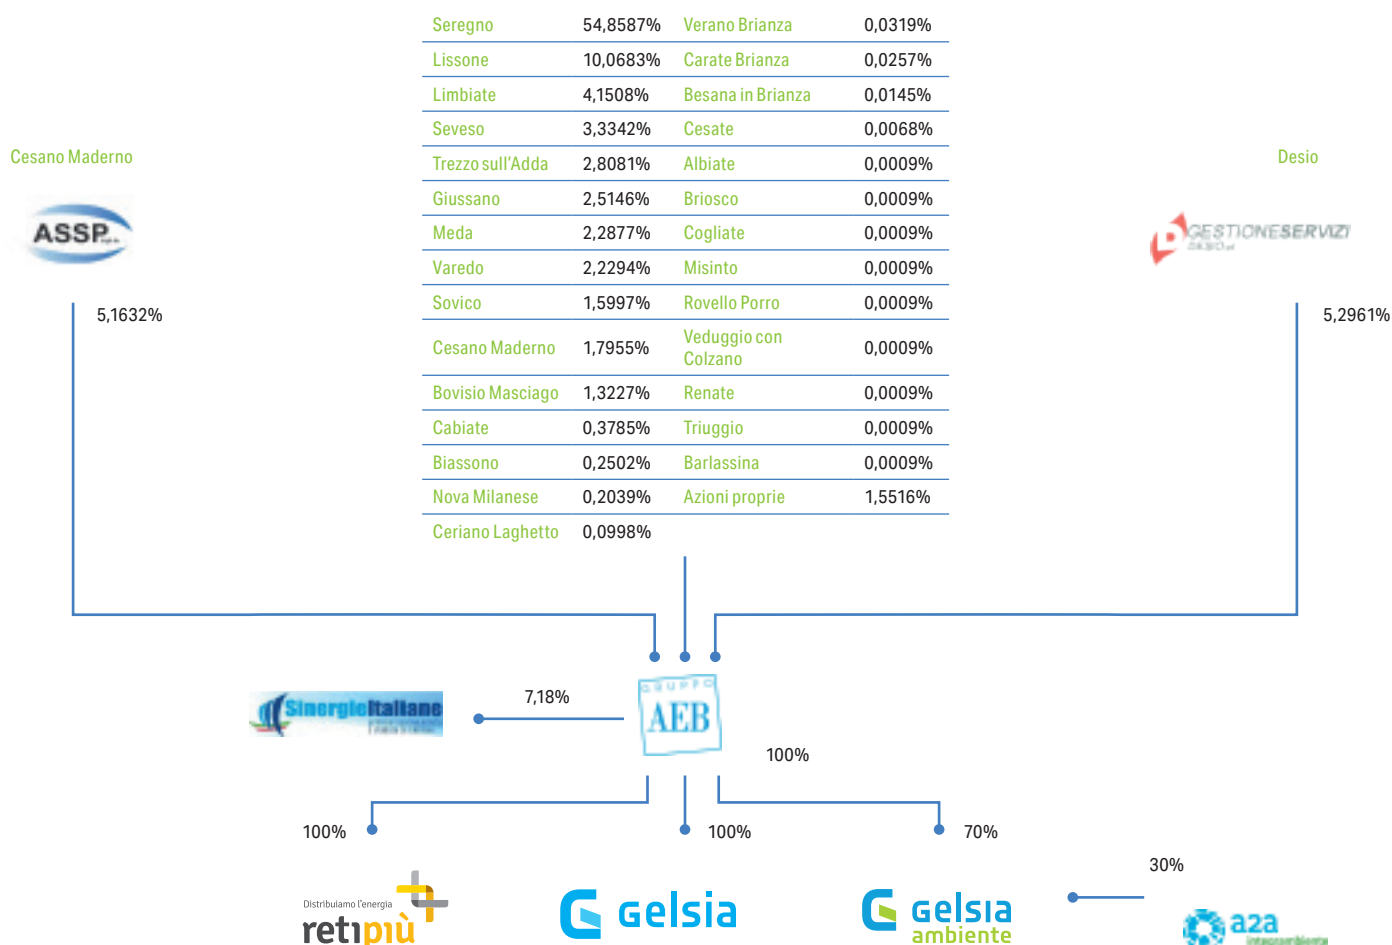 Seregno 54,8587% Verano Brianza 0,0319%
Lissone 10,0683% Carate Brianza 0,0257%
Limbiate 4,1508% Besana in Brianza 0,0145%
Seveso 3,3342% Cesate 0,0068%
Cesano Maderno
Trezzo sull'Adda 2,8081% Albiate 0,0009%
Desio
Giussano 2,5146% Briosco 0,0009%
ASSP
Meda 2,2877% Cogliate 0,0009%
GESTIONESERVIZI
DESIO
Varedo 2,2294% Misinto 0,0009%
Sovico 1,5997% Rovello Porro 0,0009%
5,1632%
5,2961%
Cesano Maderno 1,7955% Veduggio con
Colzano 0,0009%
Bovisio Masciago 1,3227% Renate 0,0009%
Cabiate 0,3785% Triuggio 0,0009%
Biassono 0,2502% Barlassina 0,0009%
Nova Milanese 0,2039% Azioni proprie 1,5516%
Ceriano Laghetto 0,0998%
SinergieItaliane
7,18%
GRUPPO
AEB
100%
100%
100%
70%
30%
Distribuiamo l'energia
retipiù
Gelsia
Gelsia
ambiente
a2a